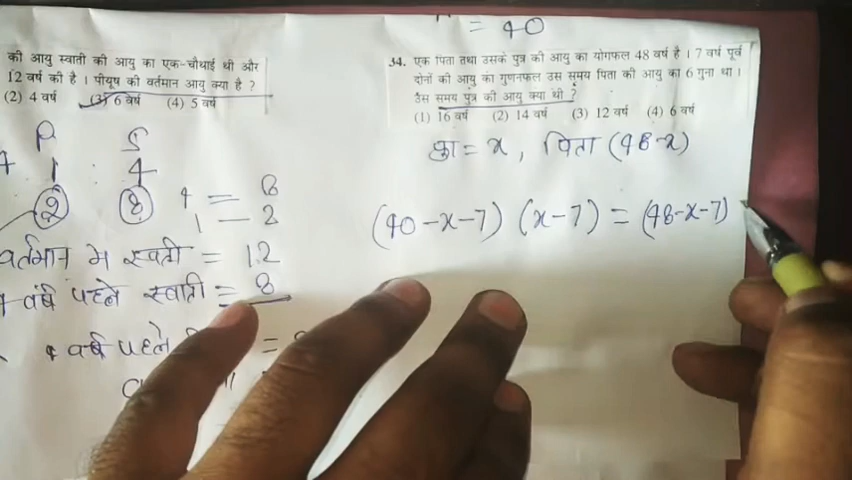 = 40
की आयु स्वाती की आयु का एक-चौथाई थी और
12 वर्ष की है । पीयूष की वर्तमान आयु क्या है ?
(2) 4 वर्ष (3) 6 वर्ष (4) 5 वर्ष
P S
1 : 4
2 8
4 = 8
1 — 2
वर्तमान मे स्वाती = 12
वर्ष पहले स्वाती = 8
4 वर्ष पहले
34. एक पिता तथा उसके पुत्र की आयु का योगफल 48 वर्ष है । 7 वर्ष पूर्व
दोनों की आयु का गुणनफल उस समय पिता की आयु का 6 गुना था ।
उस समय पुत्र की आयु क्या थी ?
(1) 16 वर्ष (2) 14 वर्ष (3) 12 वर्ष (4) 6 वर्ष
= x , पिता (48-x)
(40-x-7) (x-7) = (48-x-7)